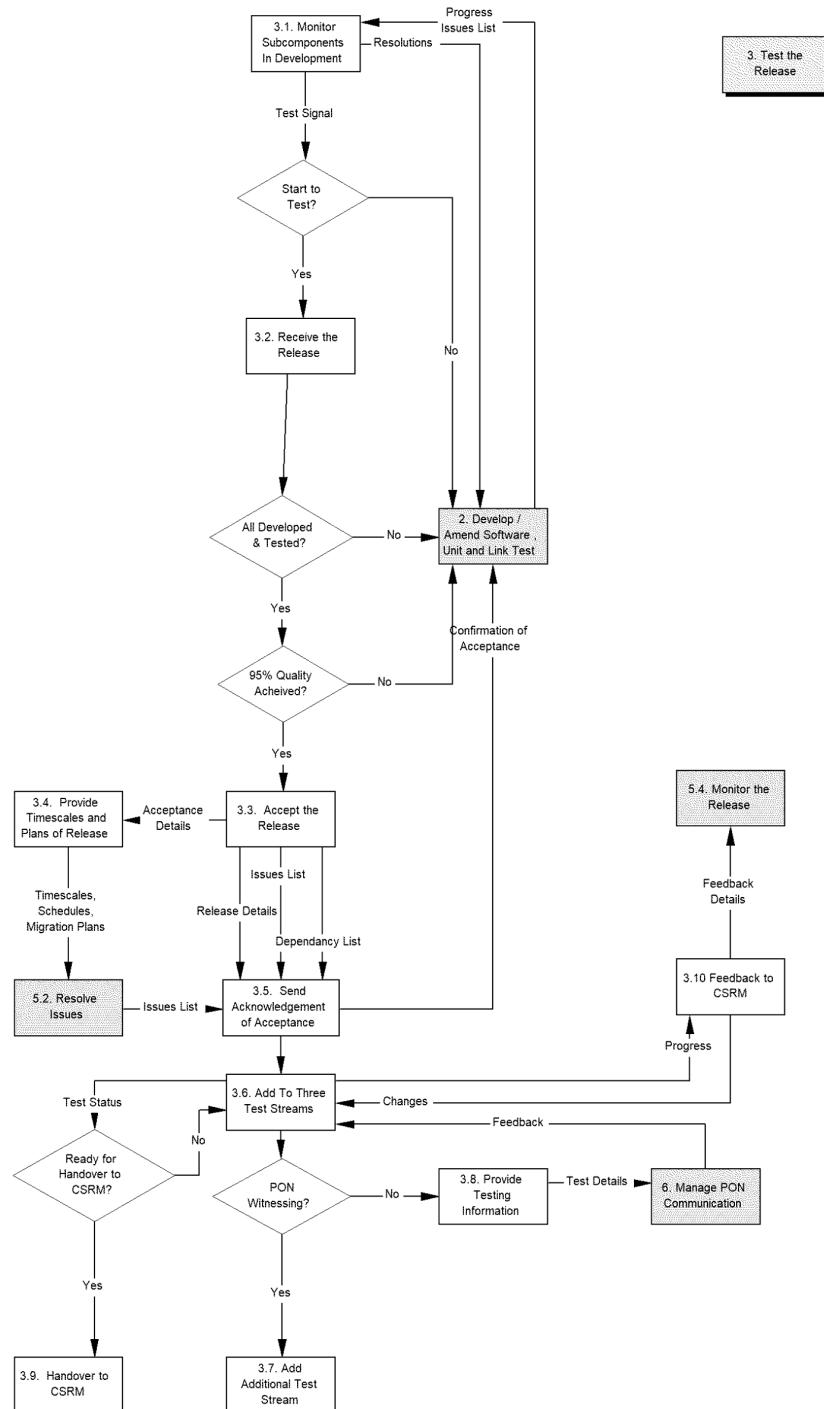 Progress
Issues List
3.1. Monitor
Subcomponents
In Development
Resolutions
3. Test the
Release
Test Signal
Start to
Test?
Yes
3.2. Receive the
Release
No
All Developed
& Tested?
No
2. Develop /
Amend Software ,
Unit and Link Test
Yes
Confirmation of
Acceptance
95% Quality
Acheived?
No
Yes
3.4. Provide
Timescales and
Plans of Release
Acceptance
Details
3.3. Accept the
Release
5.4. Monitor the
Release
Issues List
Timescales,
Schedules,
Migration Plans
Release Details
Dependancy List
Feedback
Details
5.2. Resolve
Issues
Issues List
3.5. Send
Acknowledgement
of Acceptance
3.10 Feedback to
CSRM
Progress
3.6. Add To Three
Test Streams
Test Status
Changes
No
Feedback
Ready for
Handover to
CSRM?
PON
Witnessing?
No
3.8. Provide
Testing
Information
Test Details
6. Manage PON
Communication
Yes
Yes
3.9. Handover to
CSRM
3.7. Add
Additional Test
Stream